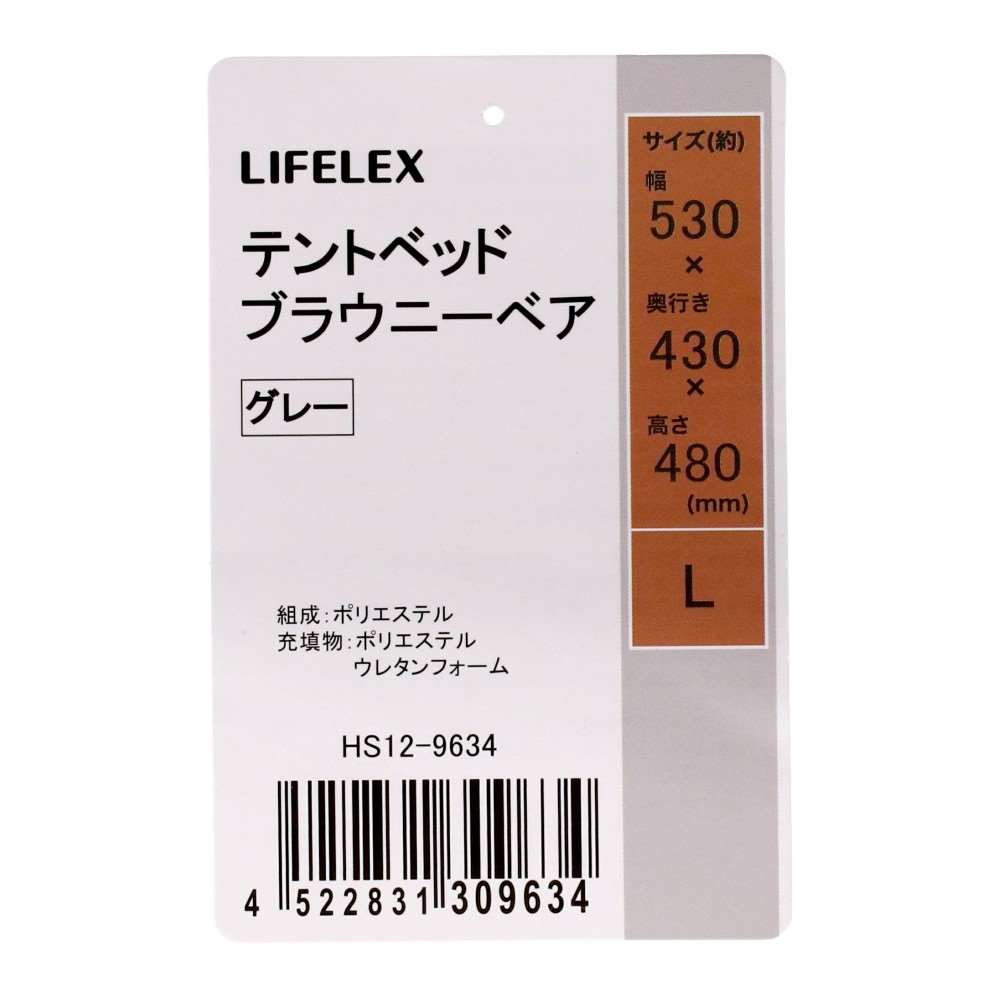 LIFELEX
テントベッド
ブラウニーベア
グレー
組成:ポリエステル
充填物:ポリエステル
ウレタンフォーム
HS12-9634
4 522831 309634
サイズ(約)
幅
530
×
奥行き
430
×
高さ
480
(mm)
L